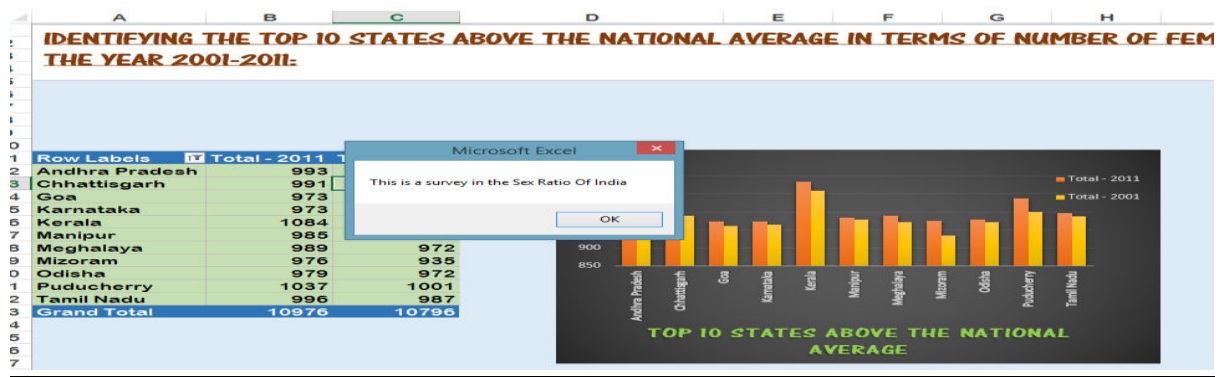 A B C D E F G H
IDENTIFYING THE TOP 10 STATES ABOVE THE NATIONAL AVERAGE IN TERMS OF NUMBER OF FEM
THE YEAR 2001-2011:
Row Labels Total - 2011 T
Andhra Pradesh 993
Chhattisgarh 991
Goa 973
Karnataka 973
Kerala 1084
Manipur 985
Meghalaya 989 972
Mizoram 976 935
Odisha 979 972
Puducherry 1037 1001
Tamil Nadu 996 987
Grand Total 10976 10796
Microsoft Excel
This is a survey in the Sex Ratio Of India
OK
Total - 2011
Total - 2001
900
850
Andhra Pradesh
Chhattisgarh
Goa
Karnataka
Kerala
Manipur
Meghalaya
Mizoram
Odisha
Puducherry
Tamil Nadu
TOP 10 STATES ABOVE THE NATIONAL
AVERAGE